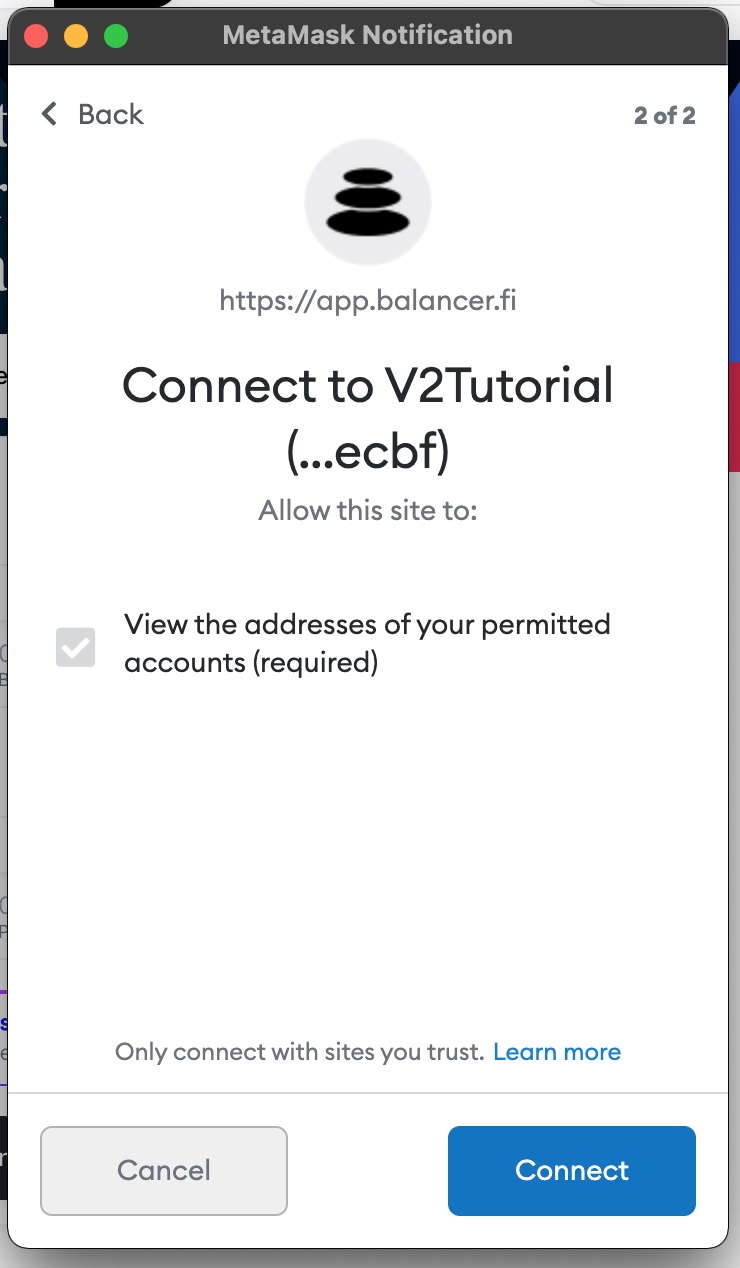 MetaMask Notification
Back
2 of 2
https://app.balancer.fi
Connect to V2Tutorial
(...ecbf)
Allow this site to:
View the addresses of your permitted
accounts (required)
Only connect with sites you trust. Learn more
Cancel
Connect